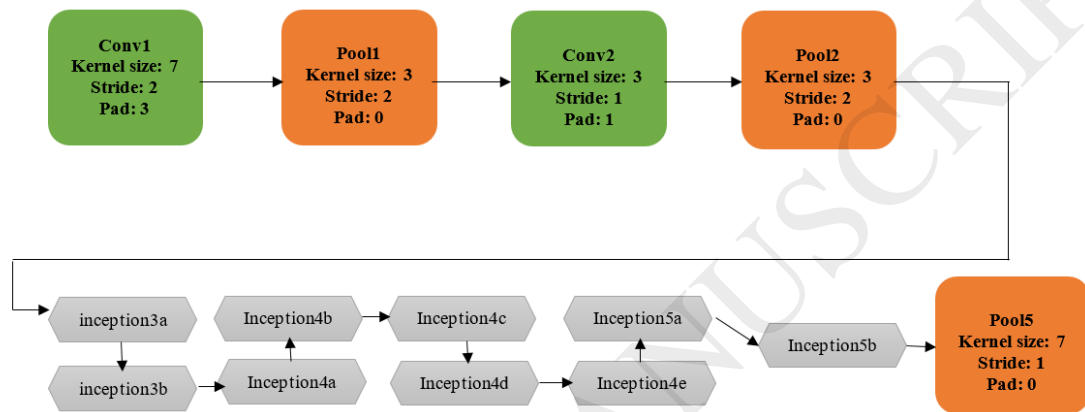 Conv1
Kernel size: 7
Stride: 2
Pad: 3
Pool1
Kernel size: 3
Stride: 2
Pad: 0
Conv2
Kernel size: 3
Stride: 1
Pad: 1
Pool2
Kernel size: 3
Stride: 2
Pad: 0
inception3a
inception3b
Inception4a
Inception4b
Inception4c
Inception4d
Inception4e
Inception5a
Inception5b
Pool5
Kernel size: 7
Stride: 1
Pad: 0
ANUSCRI